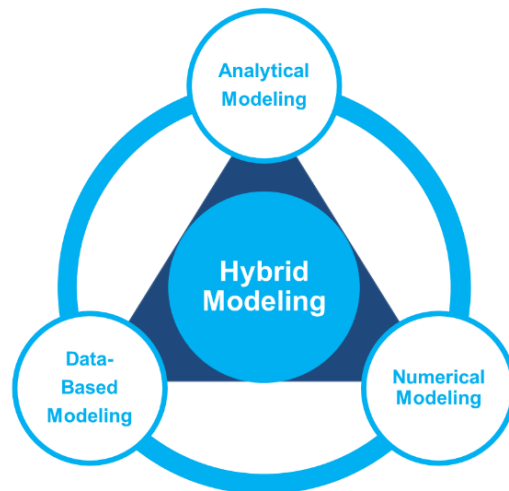 Analytical
Modeling
Hybrid
Modeling
Data-
Based
Modeling
Numerical
Modeling